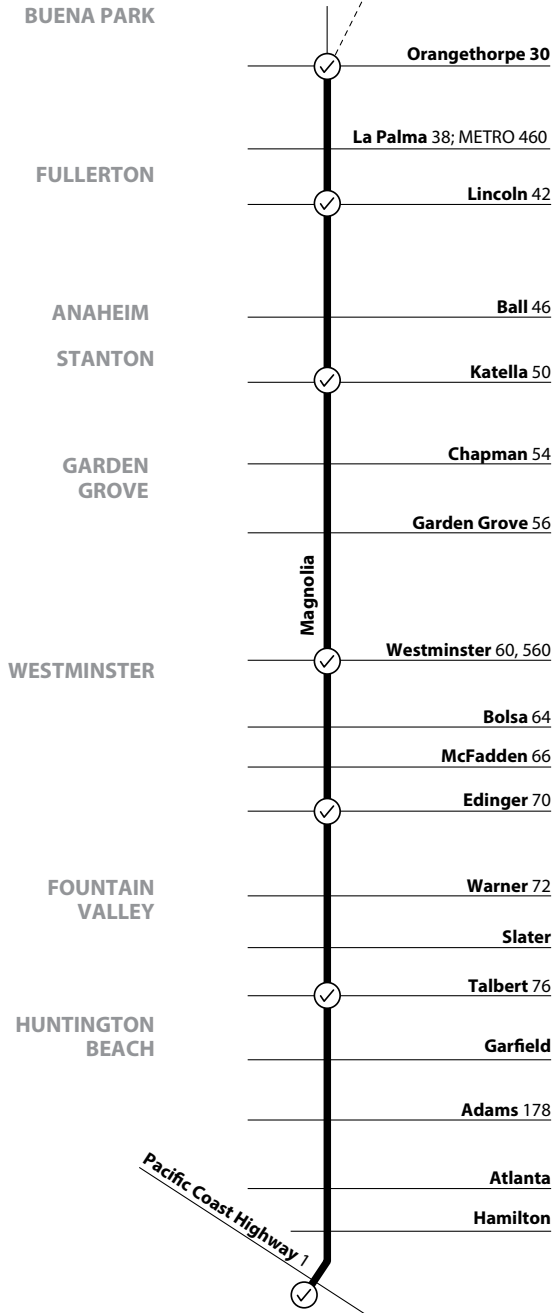 BUENA PARK
Orangethorpe 30
La Palma 38; METRO 460
FULLERTON
Lincoln 42
ANAHEIM
Ball 46
STANTON
Katella 50
Chapman 54
GARDEN
GROVE
Garden Grove 56
Magnolia
Westminster 60, 560
WESTMINSTER
Bolsa 64
McFadden 66
Edinger 70
FOUNTAIN
VALLEY
Warner 72
Slater
Talbert 76
HUNTINGTON
BEACH
Garfield
Adams 178
Pacific Coast Highway 1
Atlanta
Hamilton